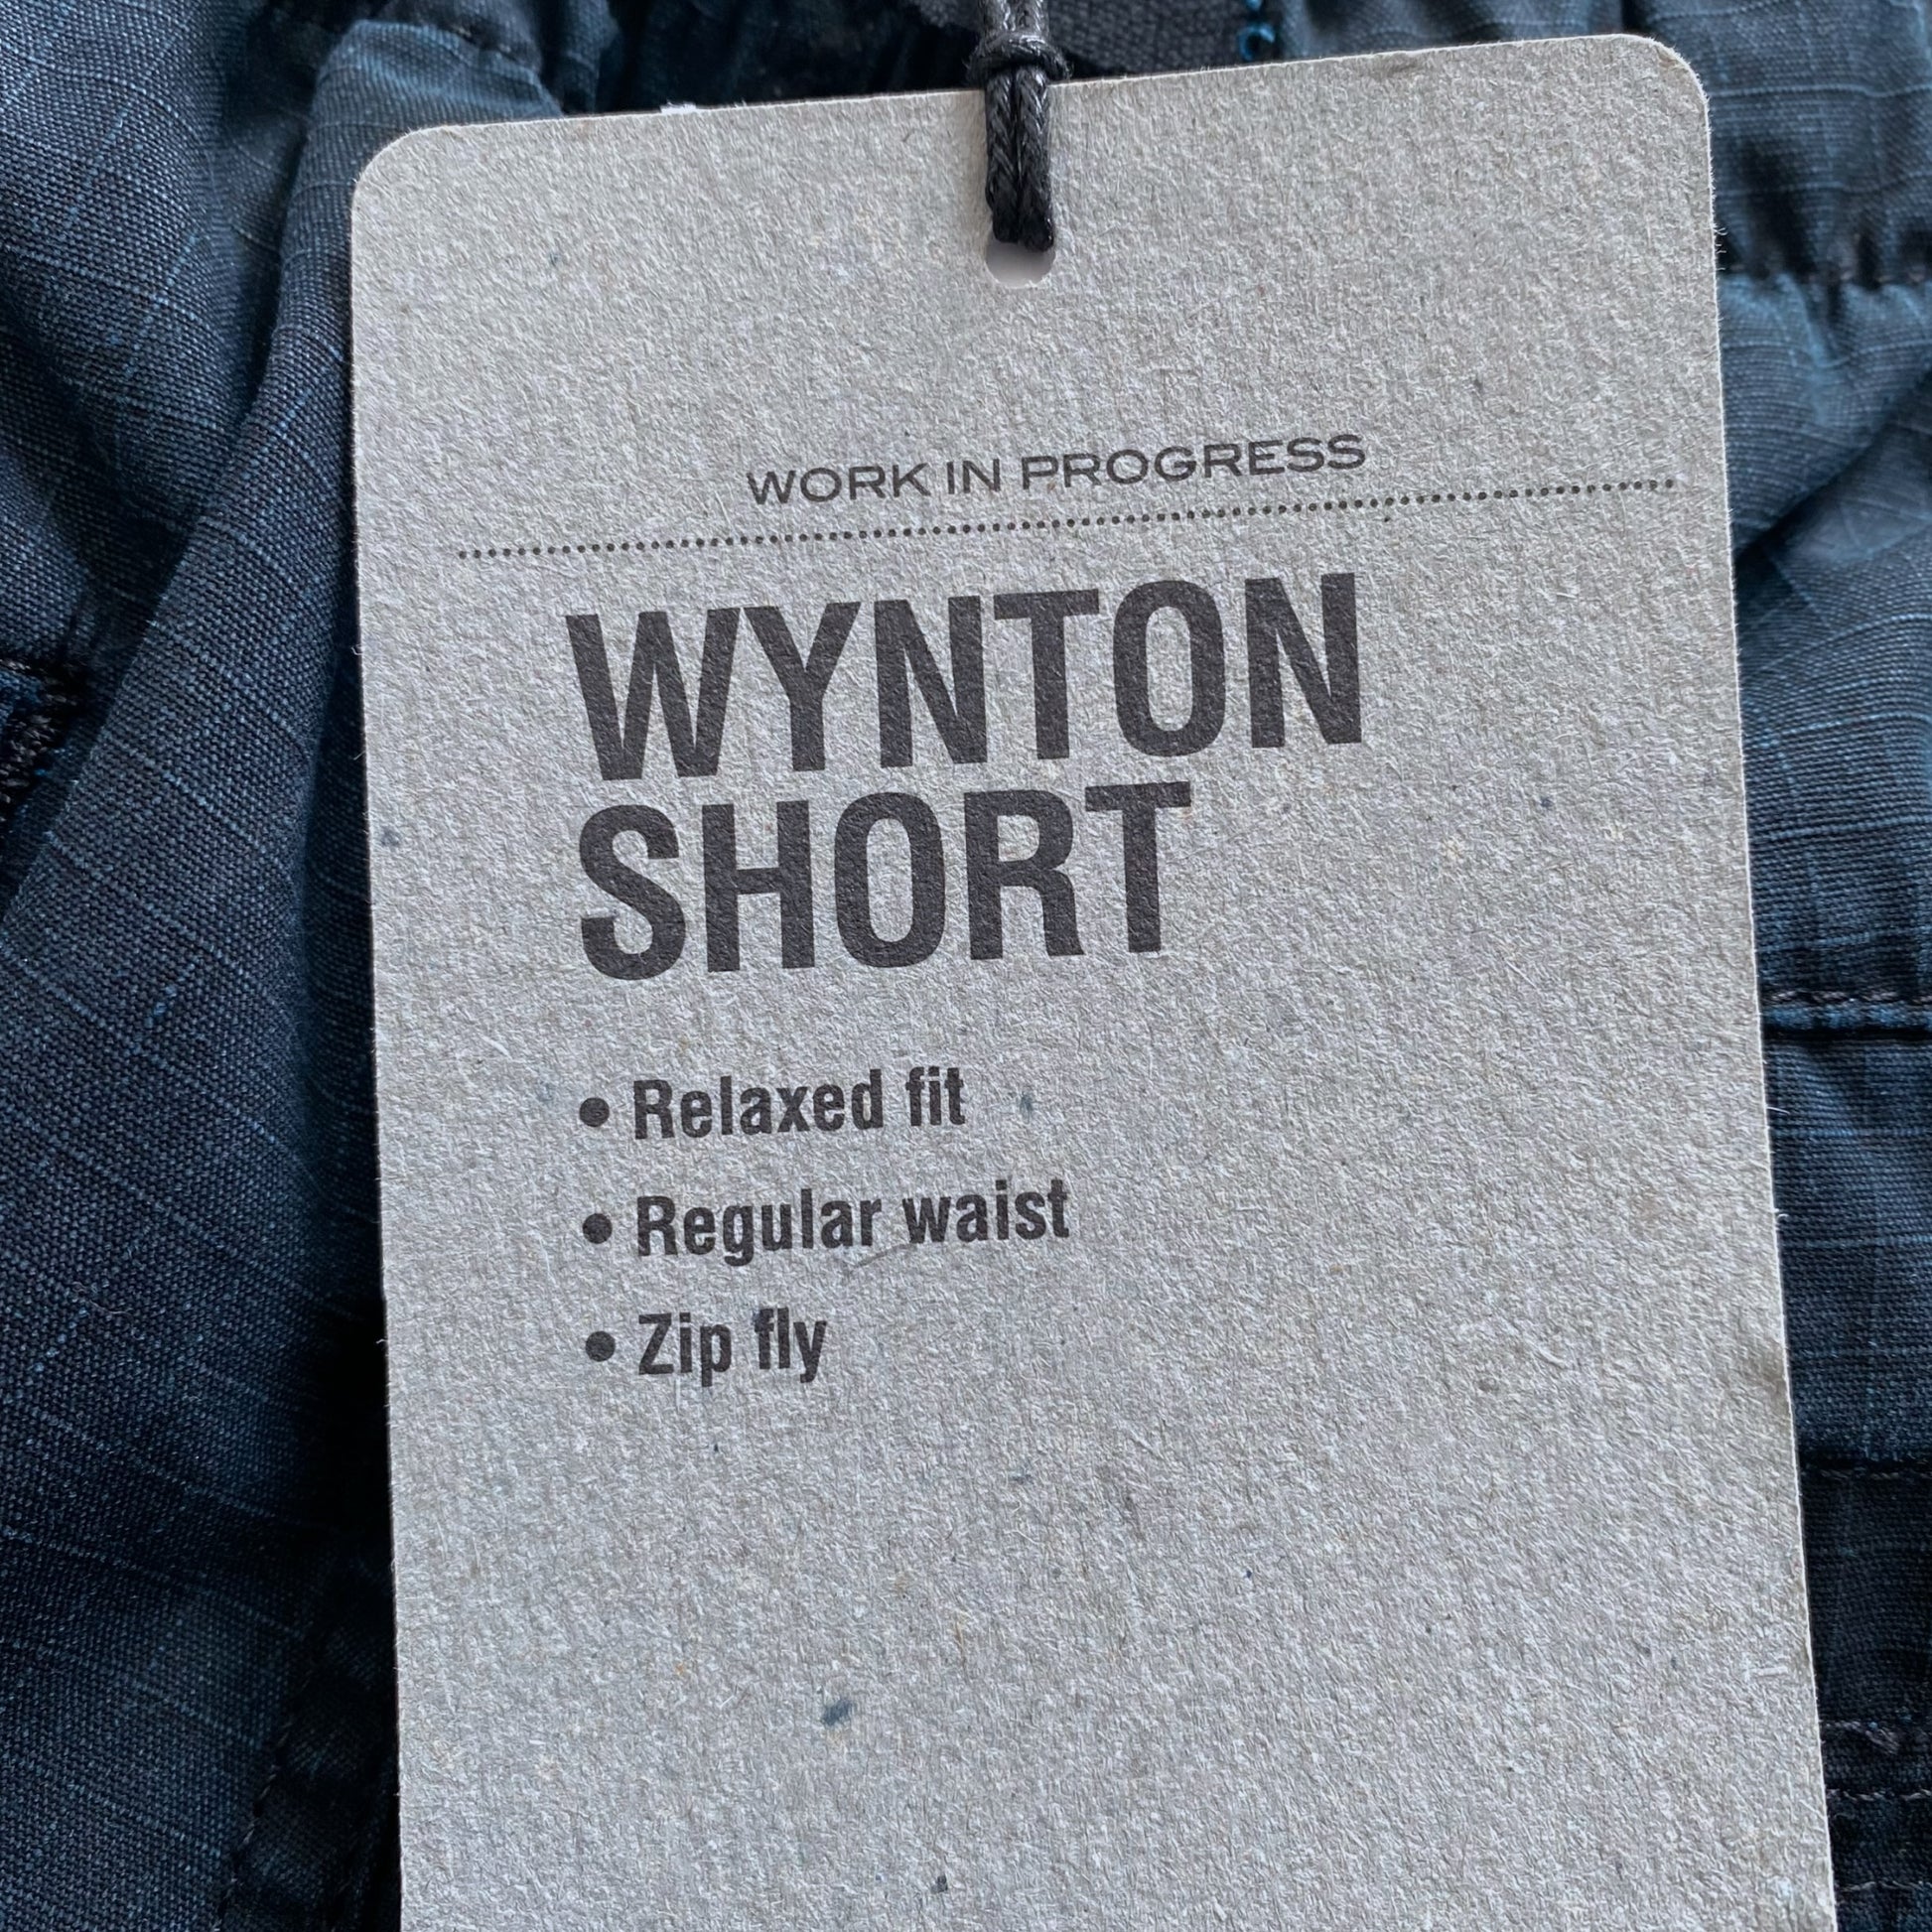 WORK IN PROGRESS
WYNTON
SHORT
• Relaxed fit
• Regular waist
• Zip fly